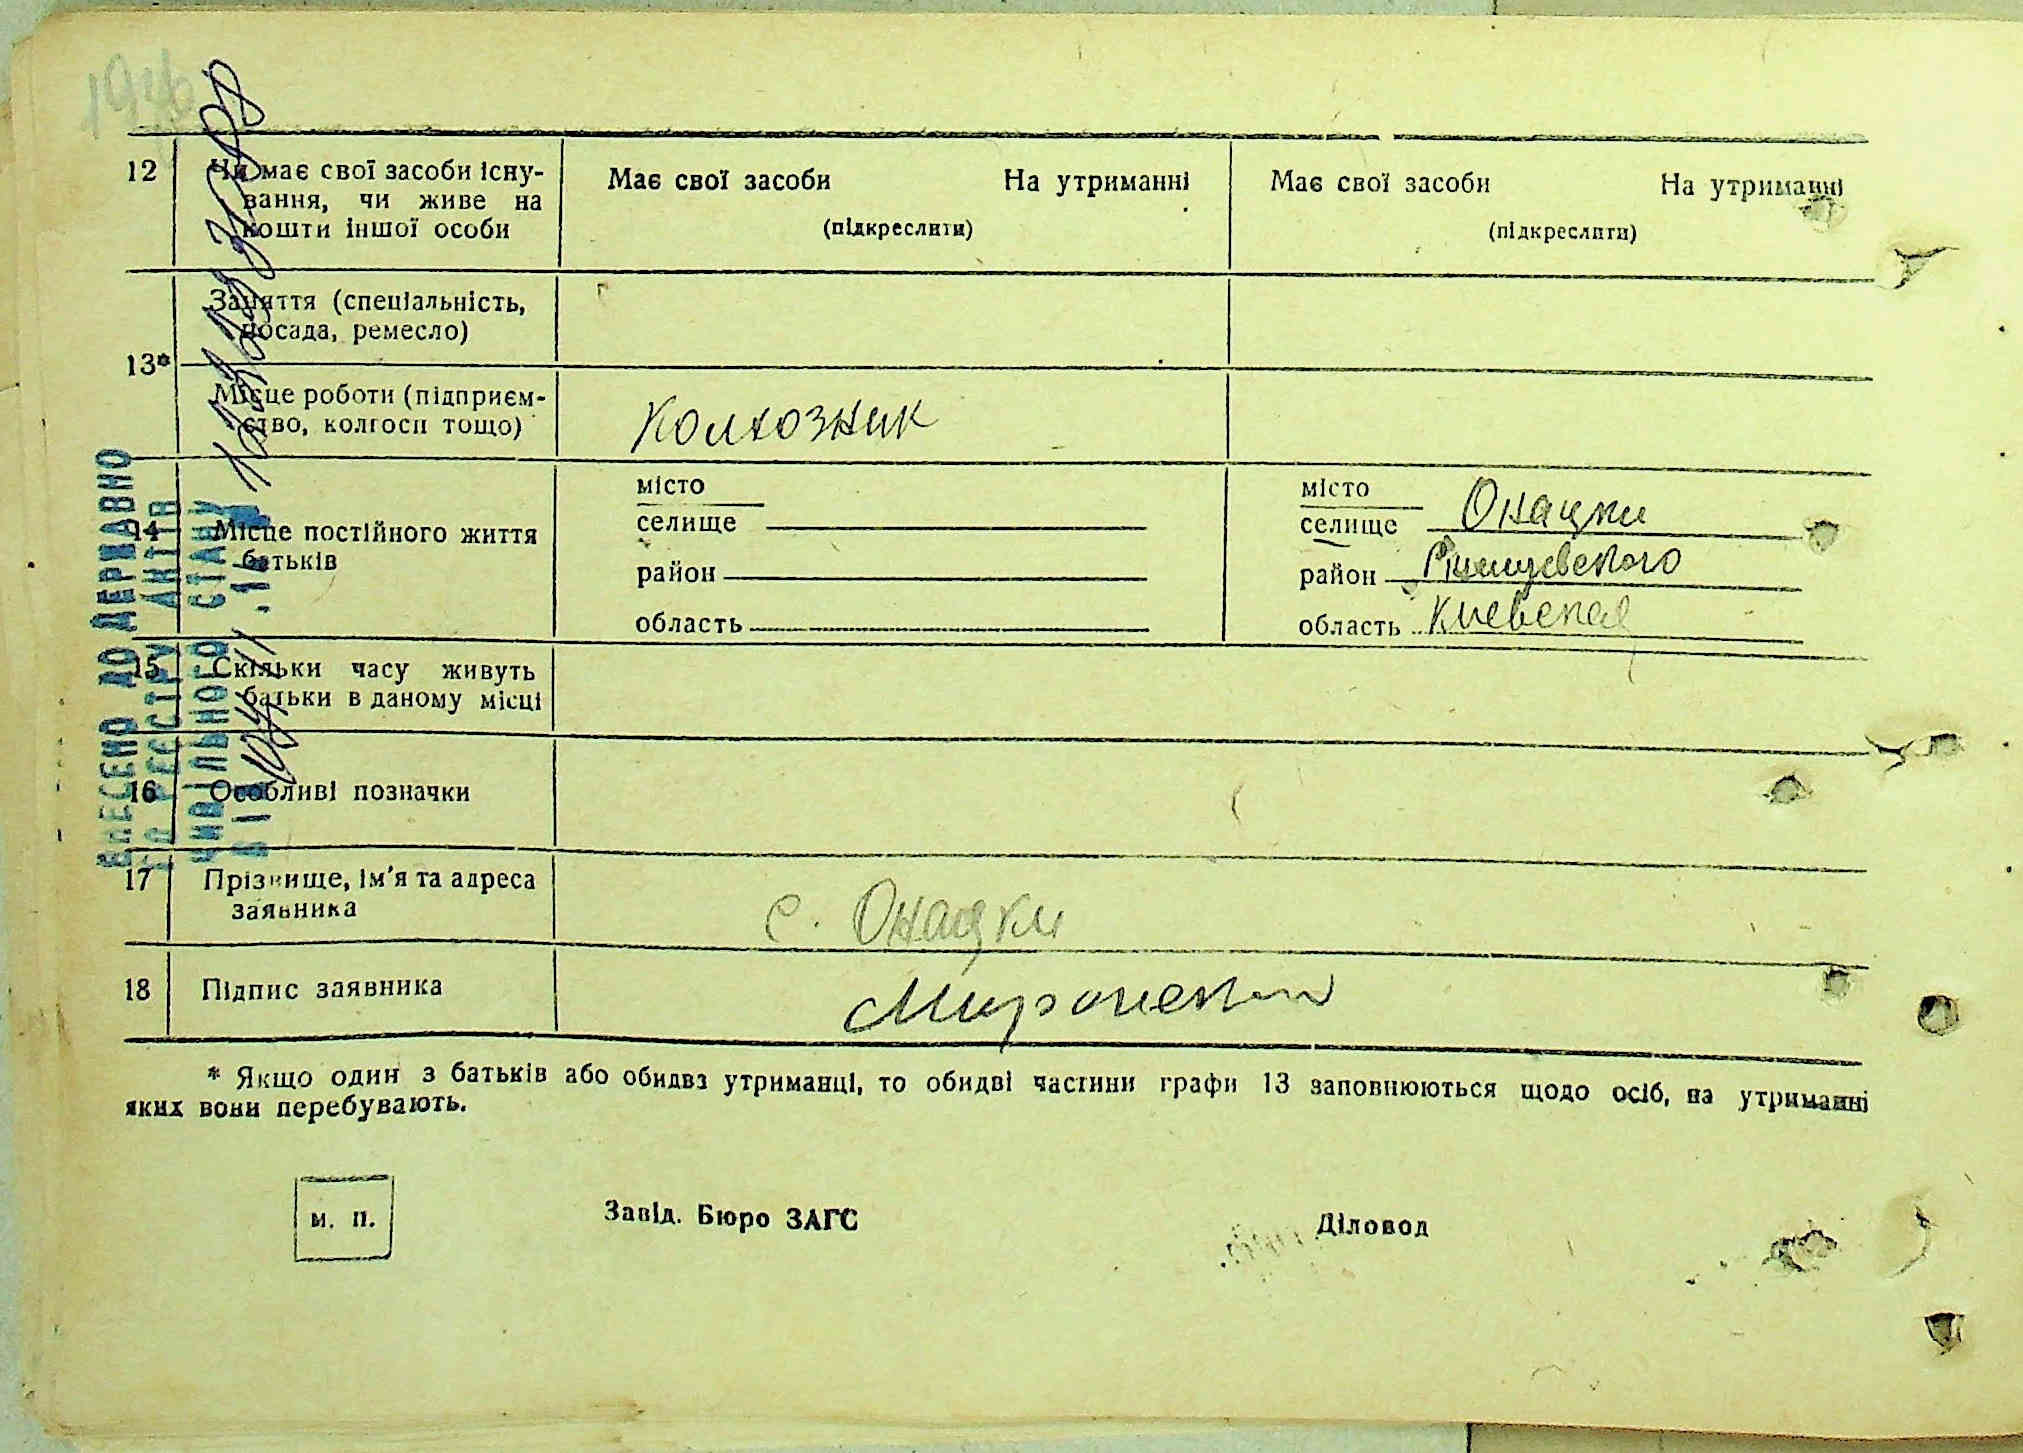 12
Чи має свої засоби існу-
вання, чи живе на
кошти іншої особи
Має свої засоби На утриманні
(підкреслити)
Має свої засоби На утриманні
(підкреслити)
13*
Заняття (спеціальність,
посада, ремесло)
Місце роботи (підприєм-
ство, колгосп тощо)
Колхозник
14
Місце постійного життя
батьків
місто
селище
район
область
місто
селище Онацки
район
область Киевская
15
Скільки часу живуть
батьки в даному місці
16
Особливі позначки
17
Прізвище, ім'я та адреса
заявника
с. Онацки
18
Підпис заявника
* Якщо один з батьків або обидва утриманці, то обидві частини графи 13 заповнюються щодо осіб, на утриманні
яких вони перебувають.
м. п.
Завід. Бюро ЗАГС
Діловод
ВНЕСЕНО ДО ДЕРЖАВНО
ГО РЕЄСТРУ АКТІВ
ЦИВІЛЬНОГО СТАНУ